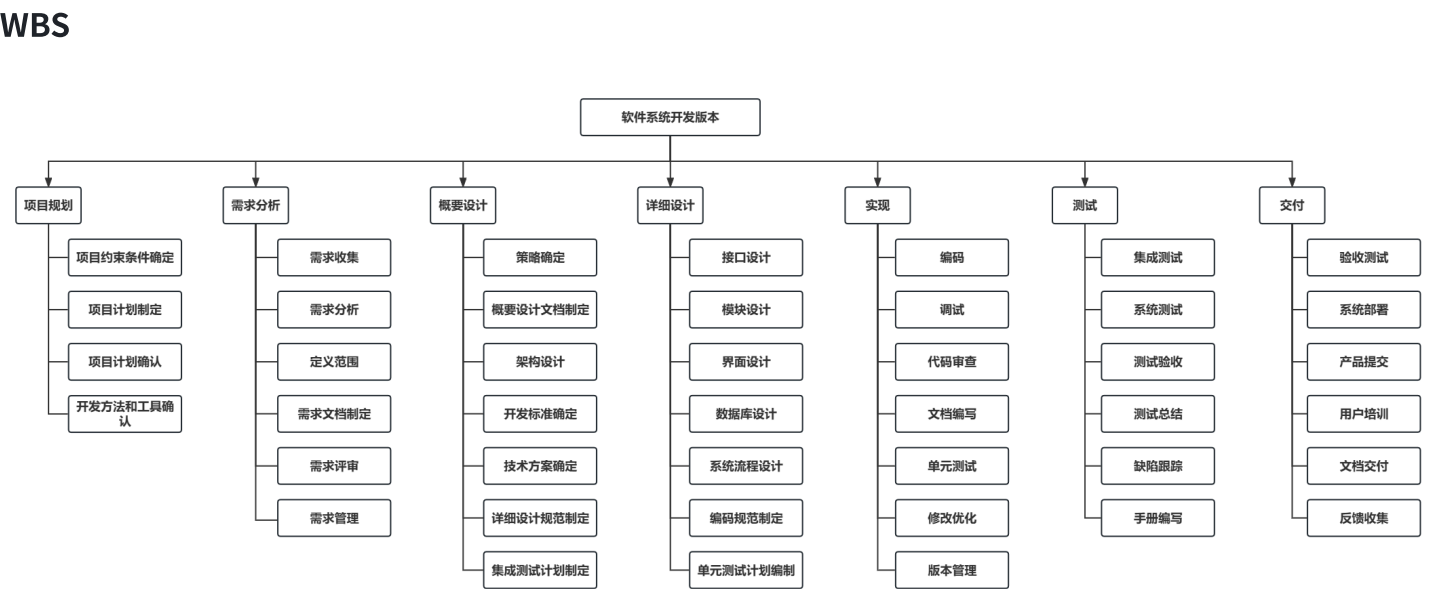 WBS
软件系统开发版本
项目规划
项目约束条件确定
项目计划制定
项目计划确认
开发方法和工具确
认
需求分析
需求收集
需求分析
定义范围
需求文档制定
需求评审
需求管理
概要设计
策略确定
概要设计文档制定
架构设计
开发标准确定
技术方案确定
详细设计规范制定
集成测试计划制定
详细设计
接口设计
模块设计
界面设计
数据库设计
系统流程设计
编码规范制定
单元测试计划编制
实现
编码
调试
代码审查
文档编写
单元测试
修改优化
版本管理
测试
集成测试
系统测试
测试验收
测试总结
缺陷跟踪
手册编写
交付
验收测试
系统部署
产品提交
用户培训
文档交付
反馈收集